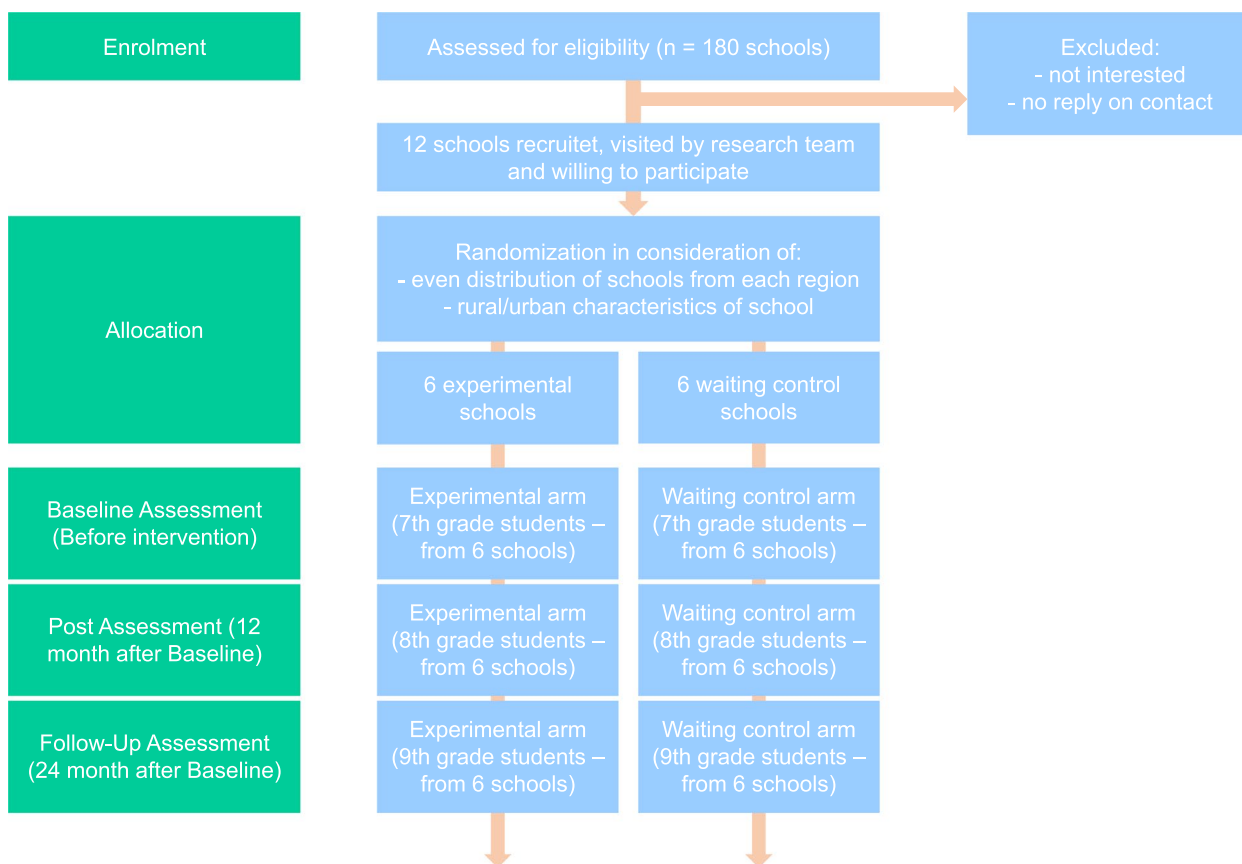 Enrolment
Assessed for eligibility (n = 180 schools)
Excluded:
- not interested
- no reply on contact
12 schools recruitet, visited by research team
and willing to participate
Allocation
Randomization in consideration of:
- even distribution of schools from each region
- rural/urban characteristics of school
6 experimental
schools
6 waiting control
schools
Baseline Assessment
(Before intervention)
Experimental arm
(7th grade students –
from 6 schools)
Waiting control arm
(7th grade students –
from 6 schools)
Post Assessment (12
month after Baseline)
Experimental arm
(8th grade students –
from 6 schools)
Waiting control arm
(8th grade students –
from 6 schools)
Follow-Up Assessment
(24 month after Baseline)
Experimental arm
(9th grade students –
from 6 schools)
Waiting control arm
(9th grade students –
from 6 schools)